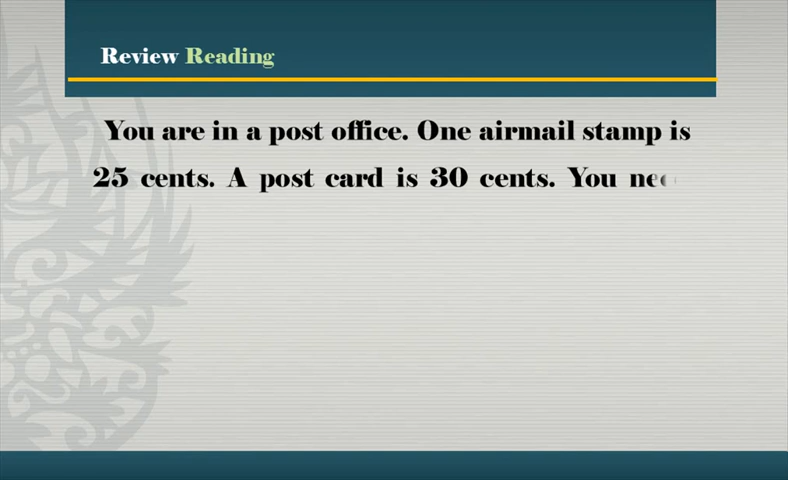 Review Reading
You are in a post office. One airmail stamp is
25 cents. A post card is 30 cents. You